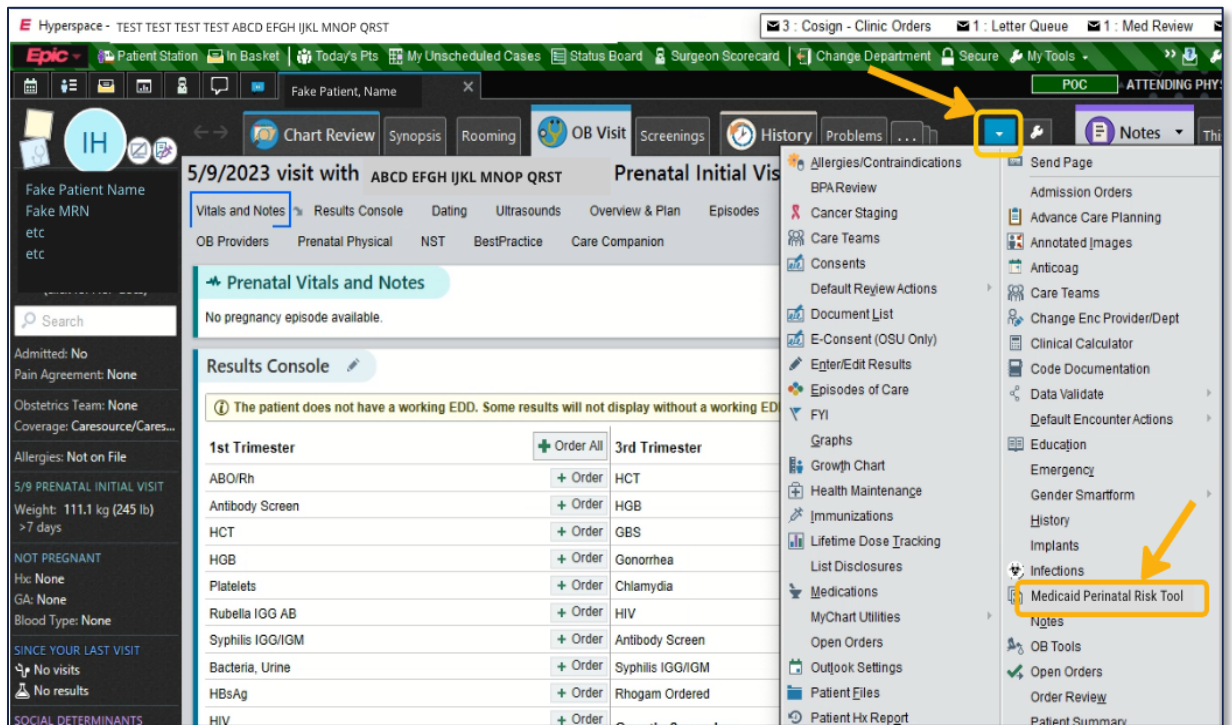 Hyperspace - TEST TEST TEST TEST ABCD EFGH IJKL MNOP QRST
3 : Cosign - Clinic Orders 1 : Letter Queue 1 : Med Review
Epic Patient Station In Basket Today's Pts My Unscheduled Cases Status Board Surgeon Scorecard Change Department Secure My Tools
Fake Patient, Name
POC ATTENDING PHY
IH
Chart Review Synopsis Rooming OB Visit Screenings History Problems ... Notes
Fake Patient Name
Fake MRN
etc
etc
Search
Admitted: No
Pain Agreement: None
Obstetrics Team: None
Coverage: Caresource/Cares...
Allergies: Not on File
5/9 PRENATAL INITIAL VISIT
Weight: 111.1 kg (245 lb)
>7 days
NOT PREGNANT
Hx: None
GA: None
Blood Type: None
SINCE YOUR LAST VISIT
No visits
No results
SOCIAL DETERMINANTS
5/9/2023 visit with ABCD EFGH IJKL MNOP QRST Prenatal Initial Vis
Vitals and Notes Results Console Dating Ultrasounds Overview & Plan Episodes
OB Providers Prenatal Physical NST BestPractice Care Companion
Prenatal Vitals and Notes
No pregnancy episode available.
Results Console
The patient does not have a working EDD. Some results will not display without a working EDD
1st Trimester Order All 3rd Trimester
ABO/Rh + Order HCT
Antibody Screen + Order HGB
HCT + Order GBS
HGB + Order Gonorrhea
Platelets + Order Chlamydia
Rubella IGG AB + Order HIV
Syphilis IGG/IGM + Order Antibody Screen
Bacteria, Urine + Order Syphilis IGG/IGM
HBsAg + Order Rhogam Ordered
HIV + Order
Allergies/Contraindications
BPA Review
Cancer Staging
Care Teams
Consents
Default Review Actions
Document List
E-Consent (OSU Only)
Enter/Edit Results
Episodes of Care
FYI
Graphs
Growth Chart
Health Maintenance
Immunizations
Lifetime Dose Tracking
List Disclosures
Medications
MyChart Utilities
Open Orders
Outlook Settings
Patient Files
Patient Hx Report
Send Page
Admission Orders
Advance Care Planning
Annotated Images
Anticoag
Care Teams
Change Enc Provider/Dept
Clinical Calculator
Code Documentation
Data Validate
Default Encounter Actions
Education
Emergency
Gender Smartform
History
Implants
Infections
Medicaid Perinatal Risk Tool
Notes
OB Tools
Open Orders
Order Review
Patient Summary